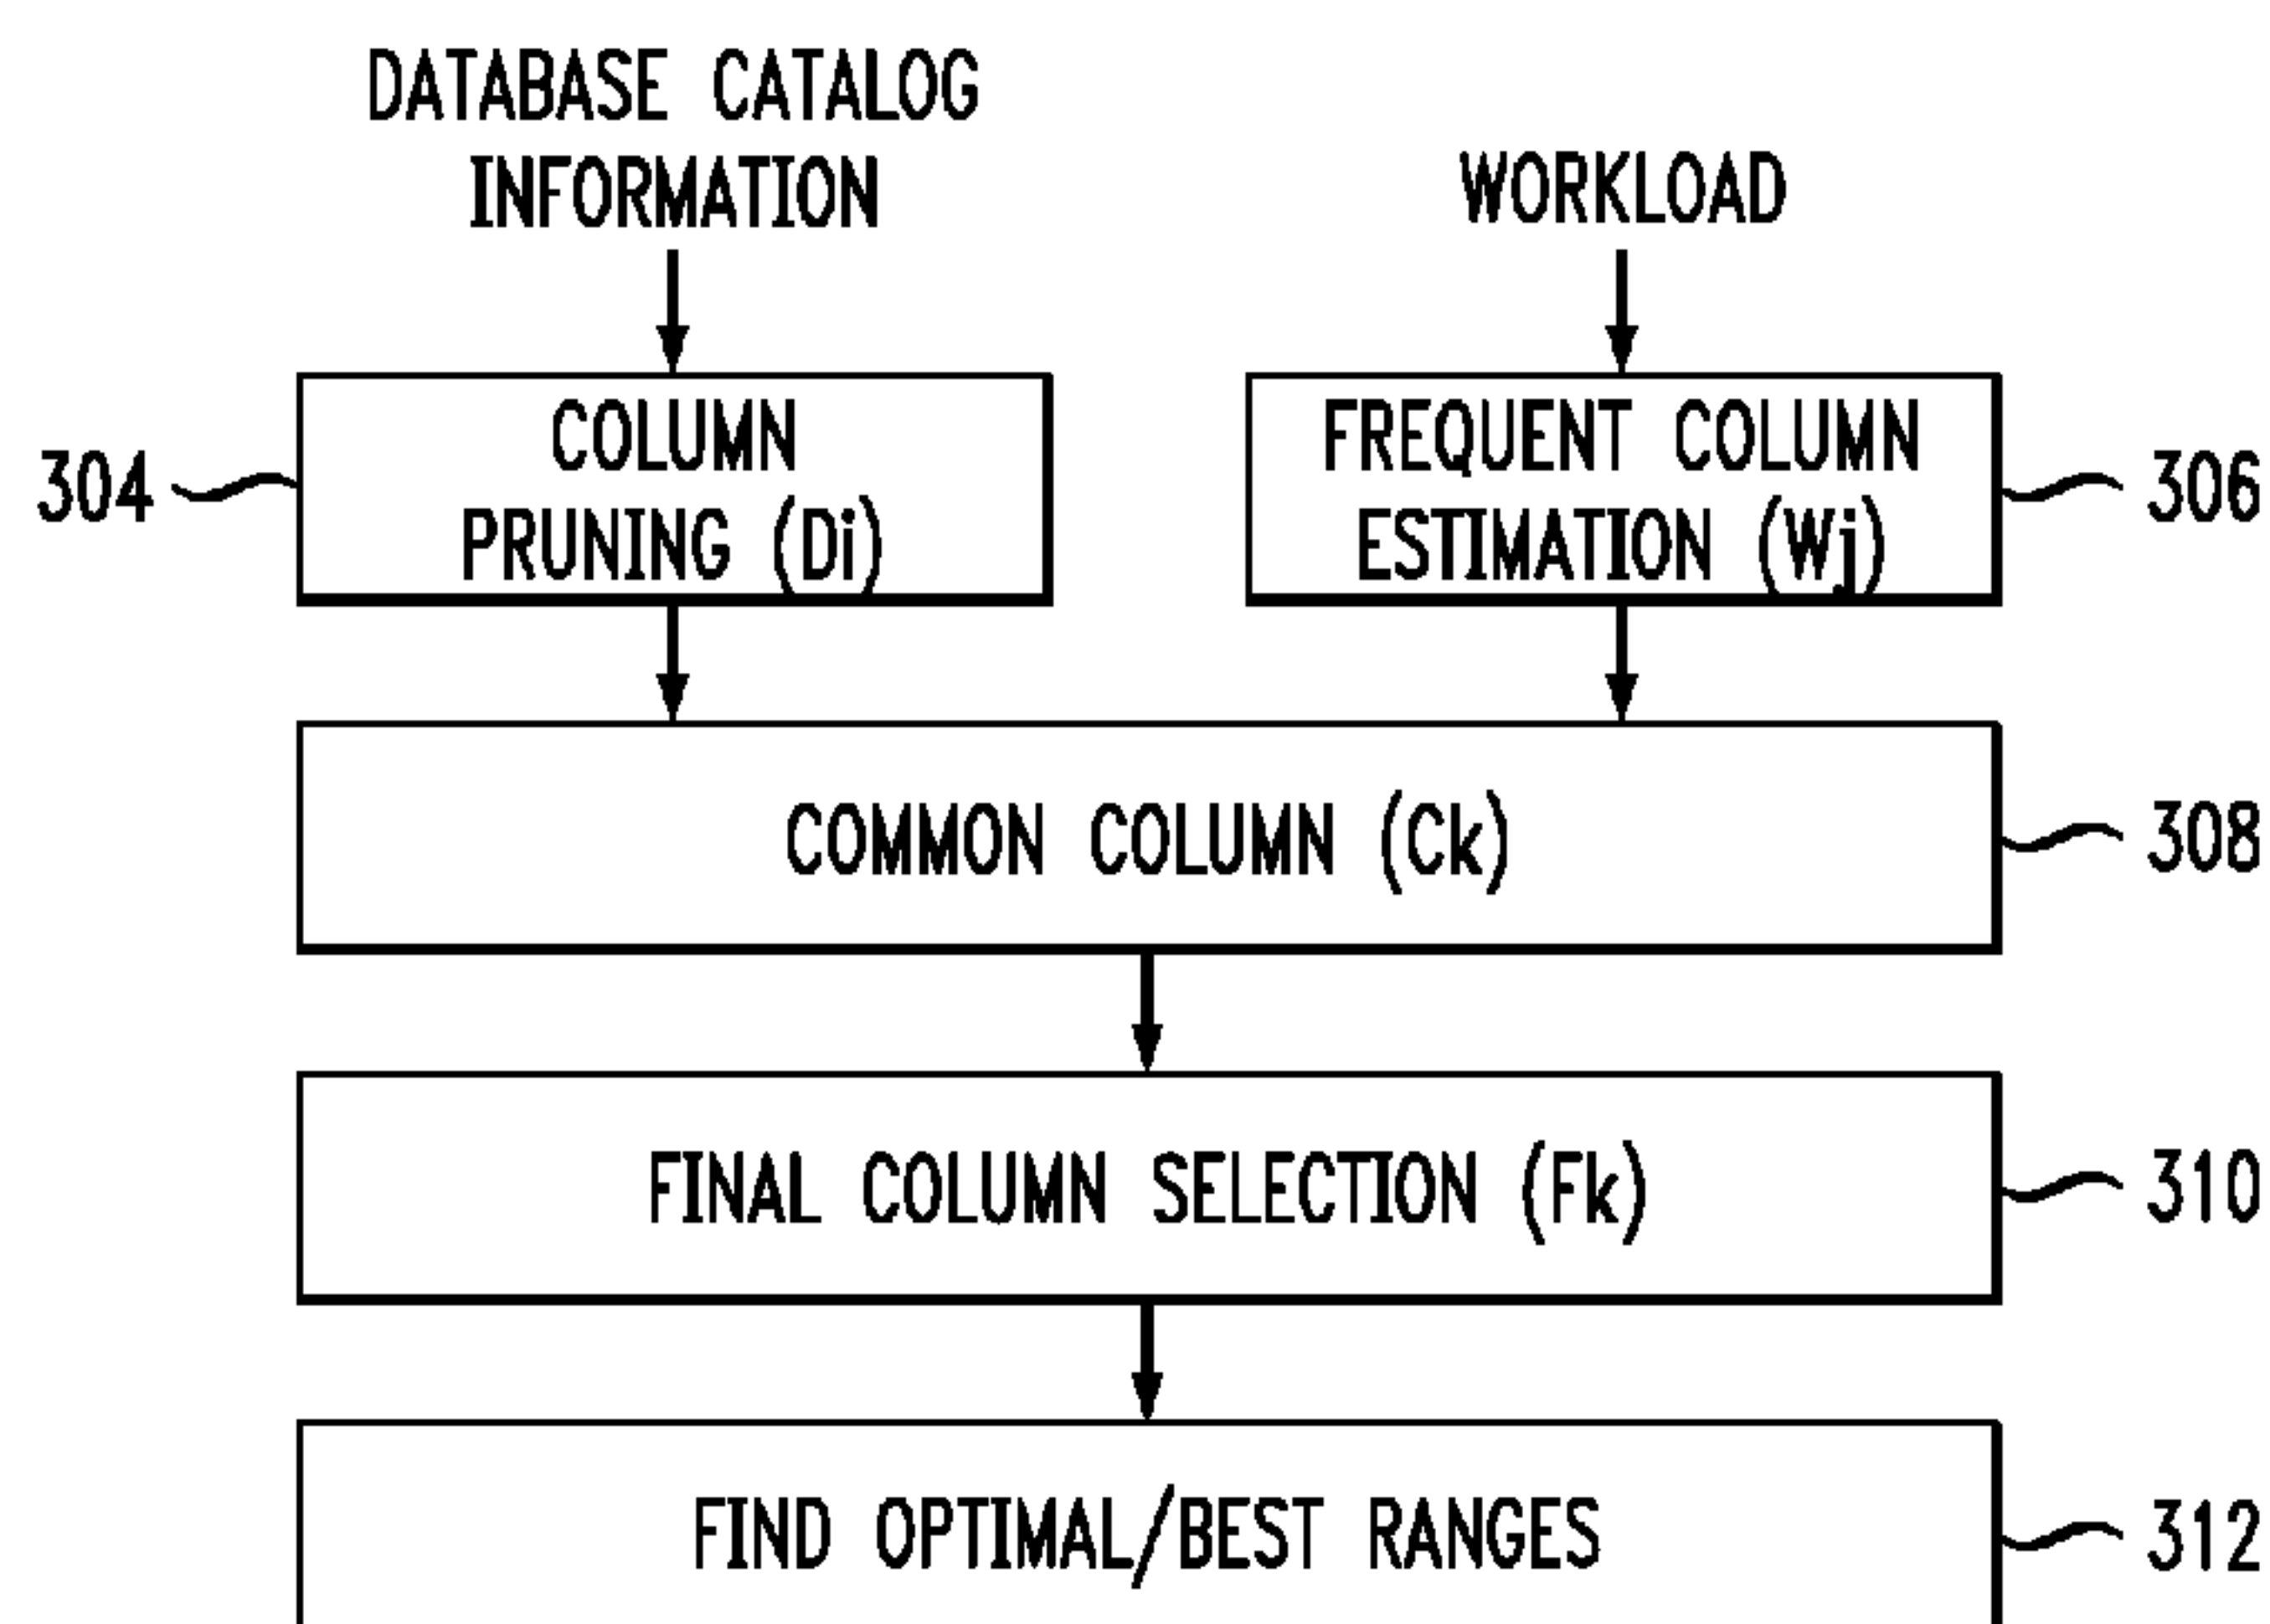 DATABASE CATALOG
INFORMATION
WORKLOAD
304
COLUMN
PRUNING (Di)
FREQUENT COLUMN
ESTIMATION (Wj)
306
COMMON COLUMN (Ck)
308
FINAL COLUMN SELECTION (Fk)
310
FIND OPTIMAL/BEST RANGES
312